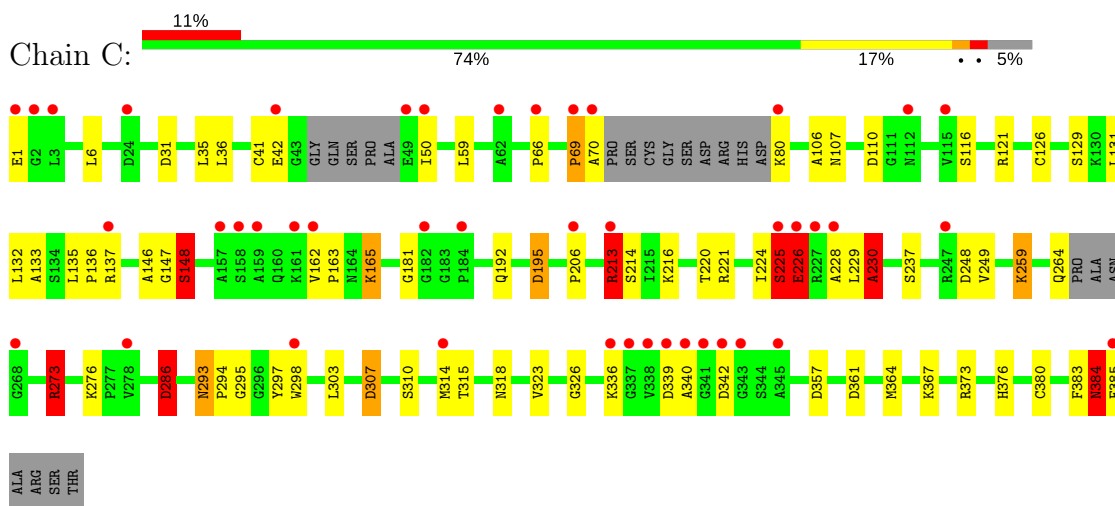 11%
Chain C:
74% 17% • • 5%
E1 G2 L3 L6 D24 D31 L35 L36 C41 E42 G43 GLY GLN SER PRO ALA E49 I50 L59 A62 P66 P69 A70 PRO SER CYS GLY SER ASP ARG HIS ASP K80 A106 N107 D110 G111 N112 V115 S116 R121 C126 S129 K130 L131
L132 A133 S134 L135 P136 R137 A146 G147 S148 A157 S158 A159 Q160 K161 V162 P163 N164 K165 G181 G182 G183 P184 Q192 D195 P206 R213 S214 I215 K216 T220 R221 I224 S225 E226 R227 A228 L229 A230 S237 R247 D248 V249 K259 Q264 PRO ALA ASN
G268 R273 K276 P277 V278 D286 N293 P294 G295 G296 Y297 W298 L303 D307 S310 M314 T315 N318 V323 G326 K336 G337 V338 D339 A340 G341 D342 G343 S344 A345 D357 D361 M364 K367 R373 H376 C380 F383 N384
ALA ARG SER THR